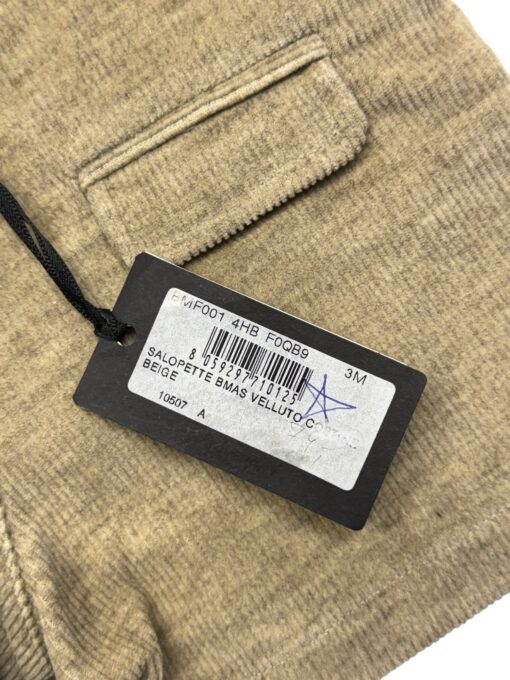 BMF001 4HB F0QB9 3M
8 059297 710125
SALOPETTE BMAS VELLUTO
BEIGE
10507 A